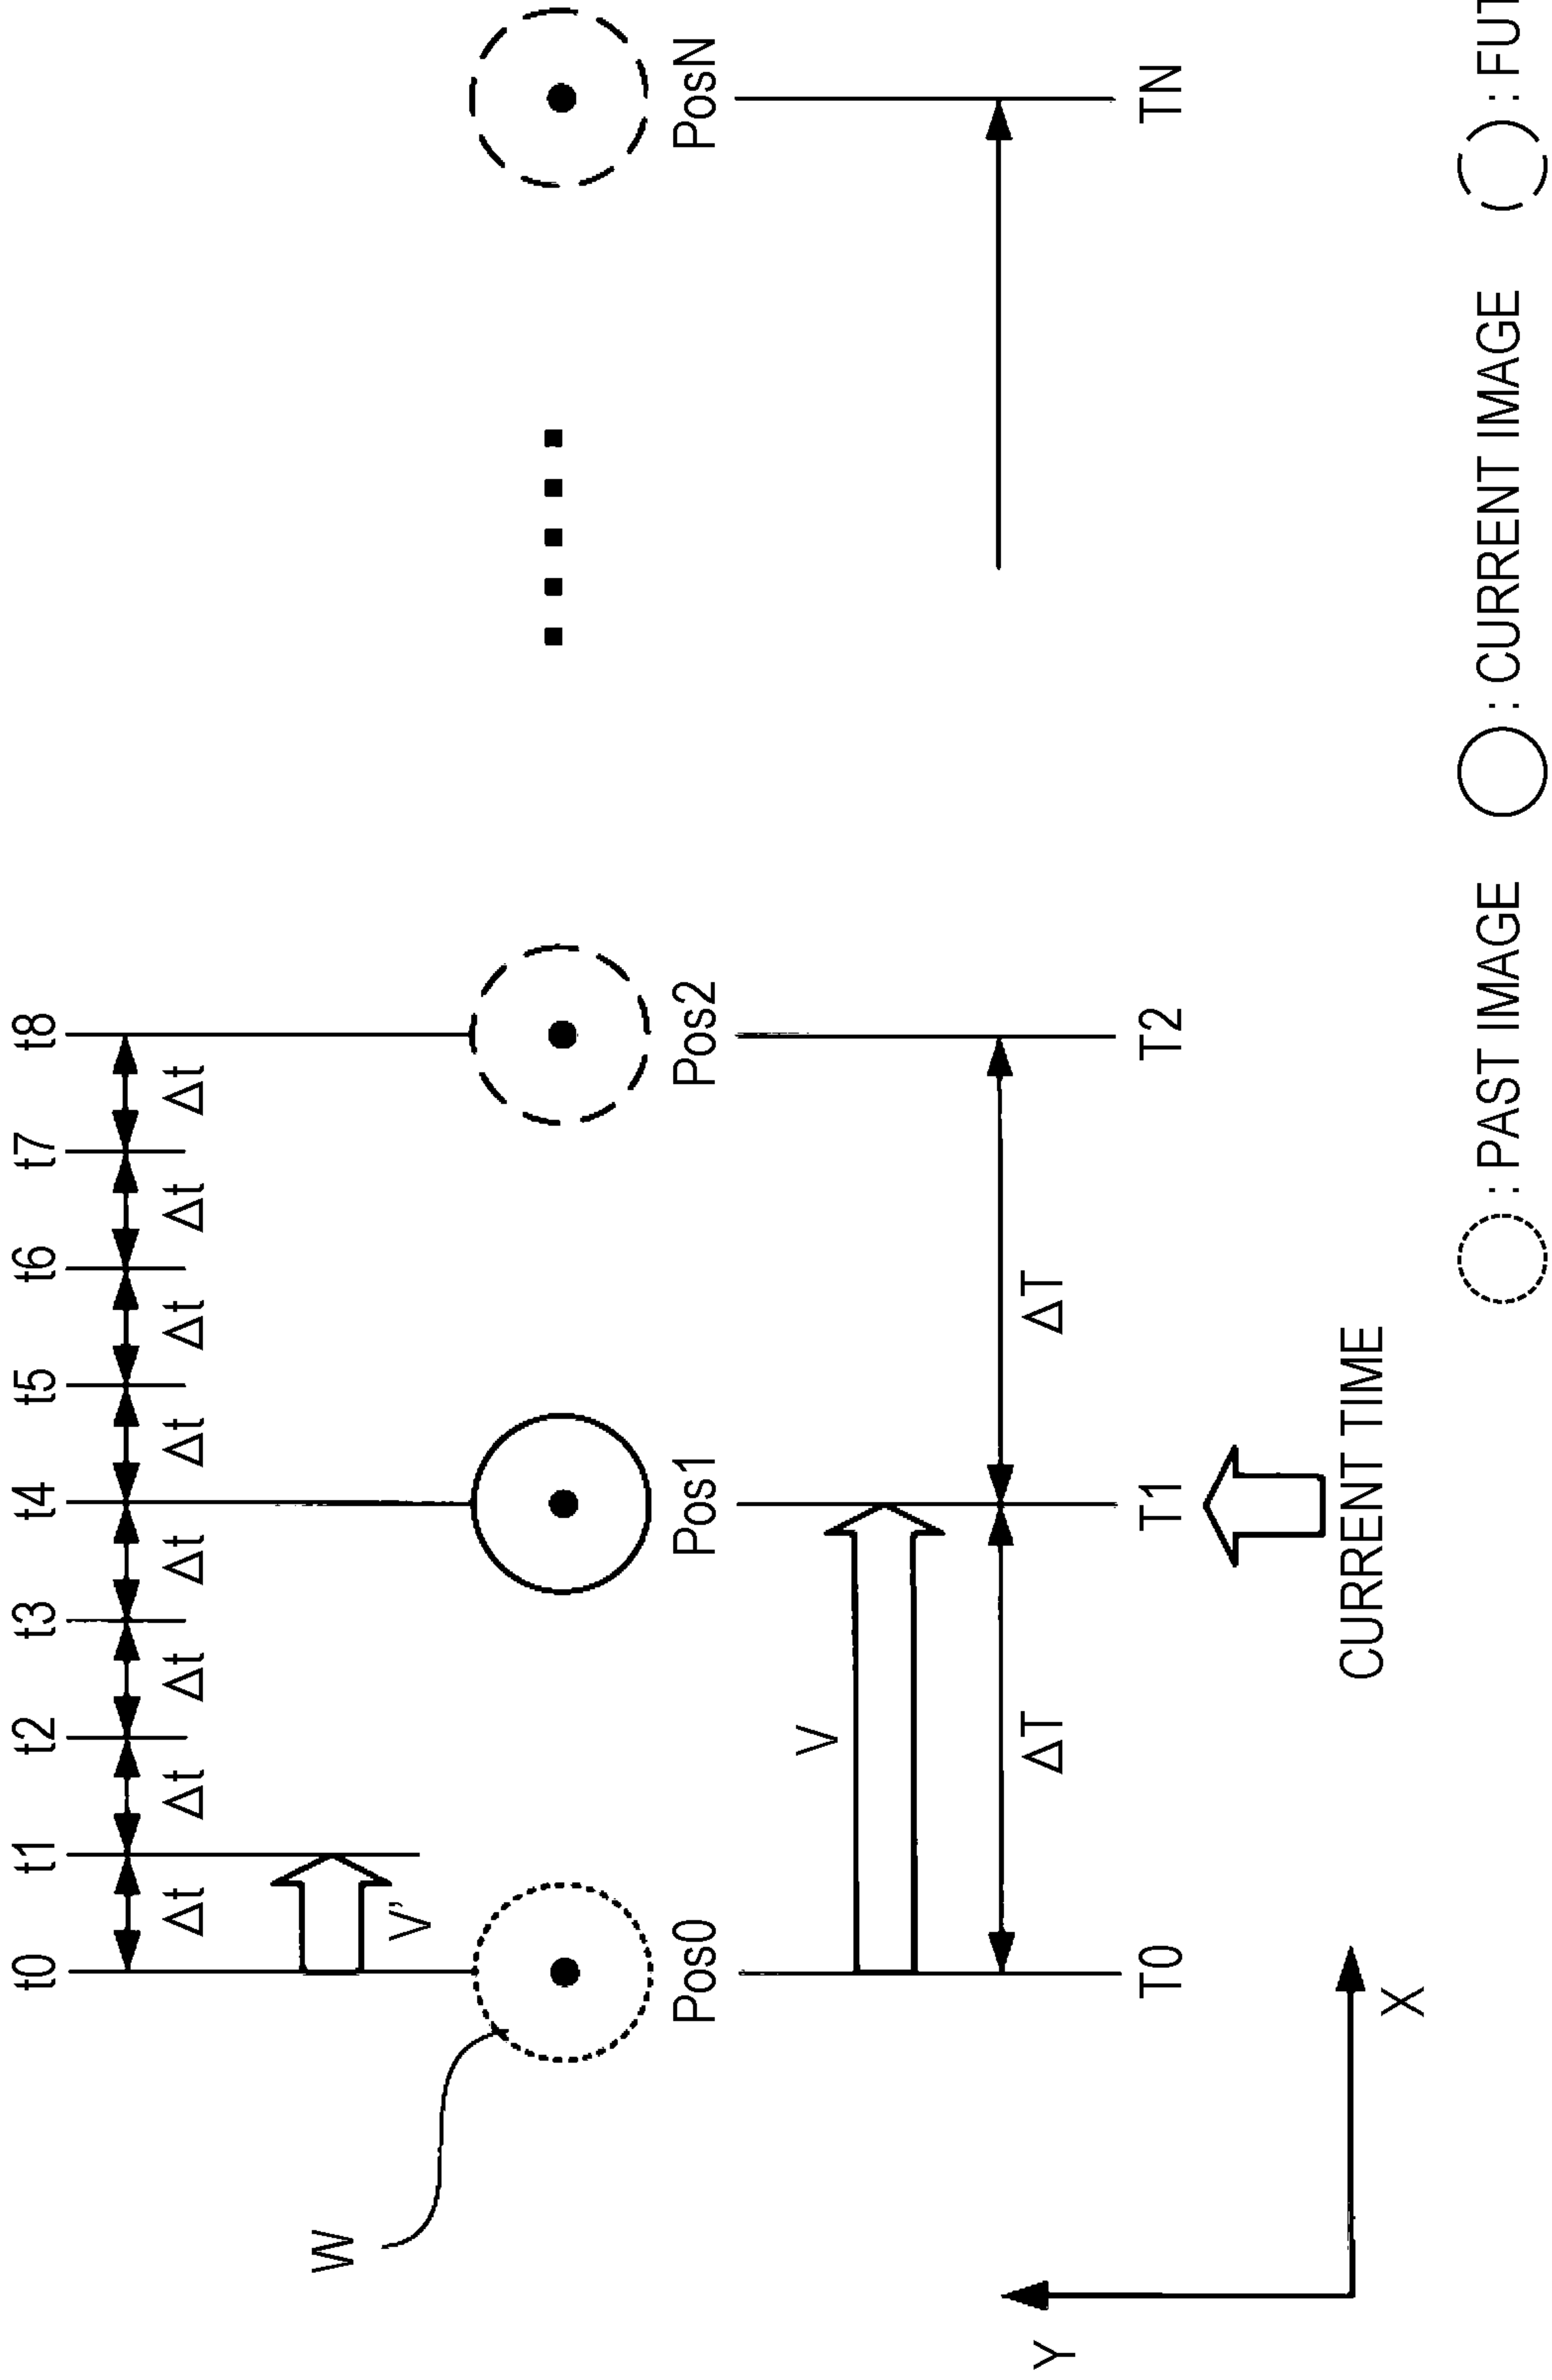 t0 t1 t2 t3 t4 t5 t6 t7 t8
Δt Δt Δt Δt Δt Δt Δt Δt
W
V'
Pos0 Pos1 Pos2 PosN
V
ΔT ΔT
T0 T1 T2 TN
Y
X
CURRENT TIME
: PAST IMAGE : CURRENT IMAGE : FUT